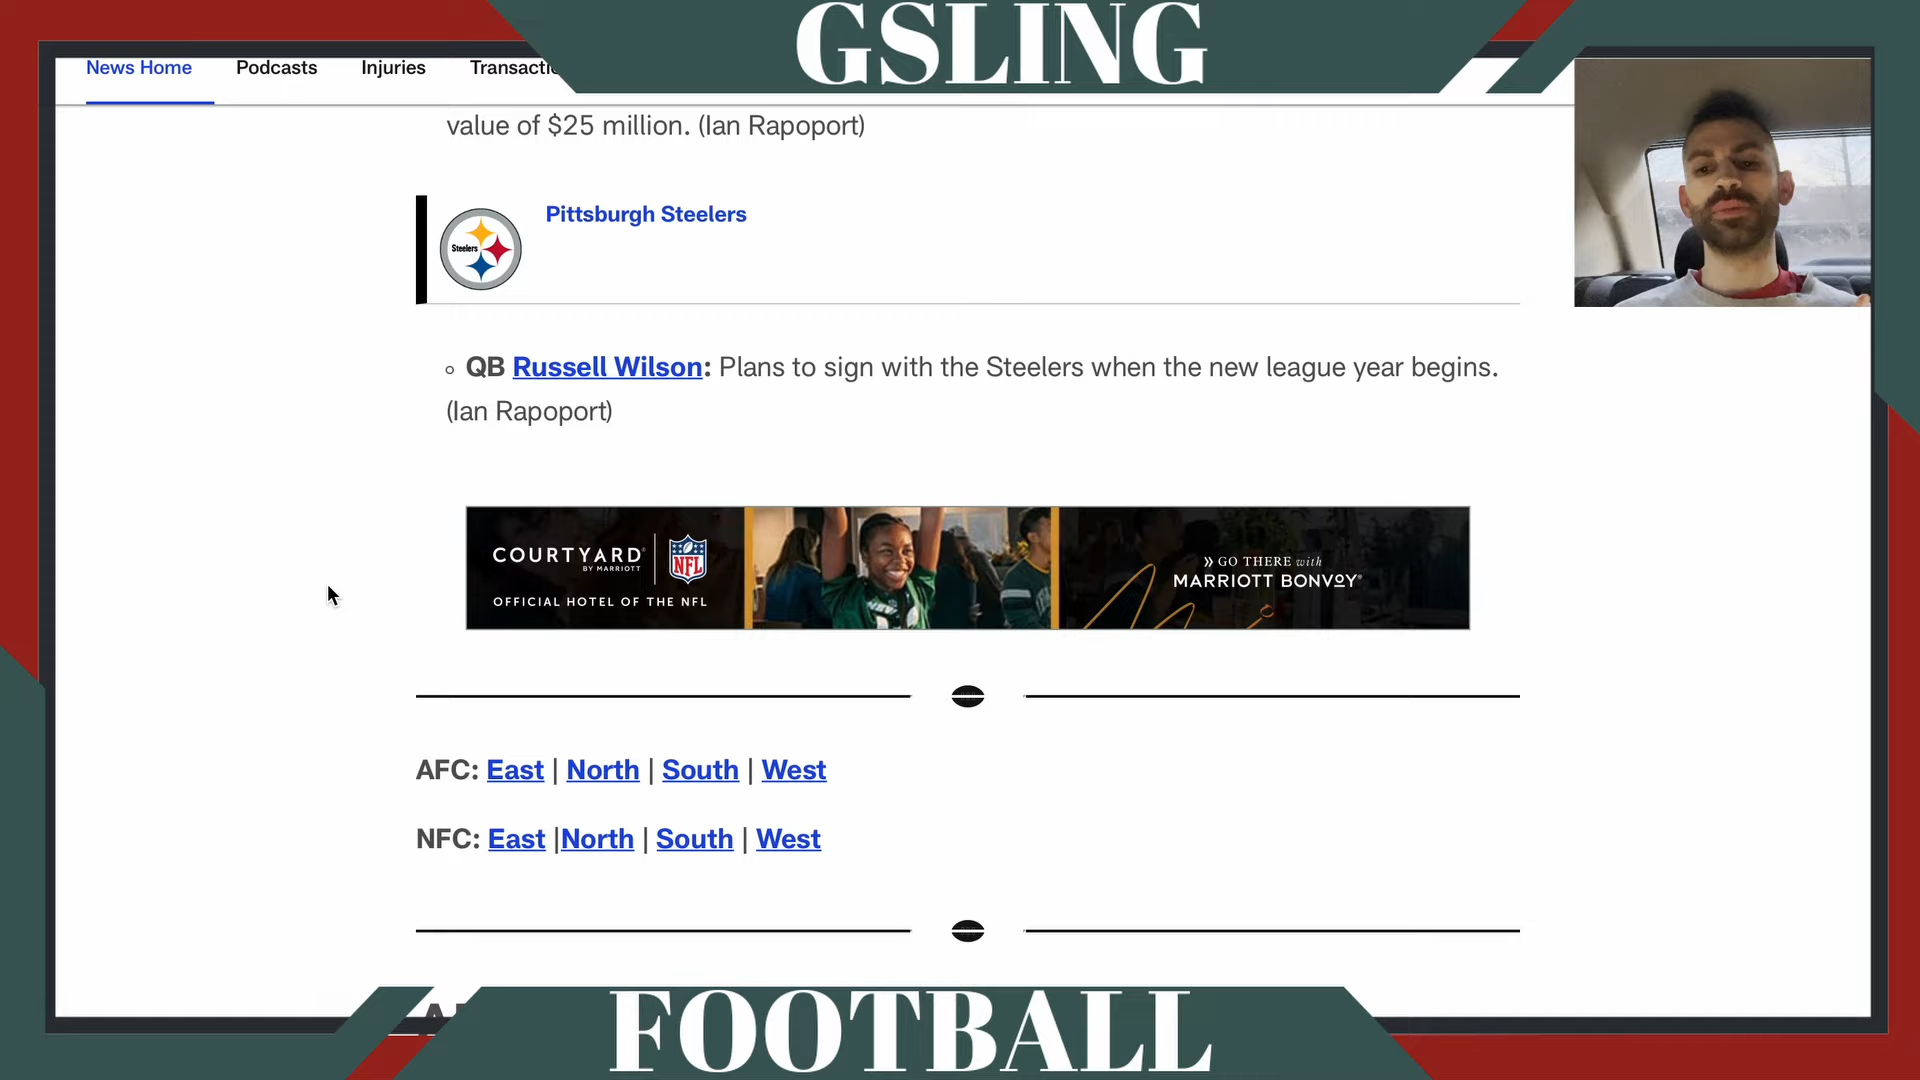 GSLING
News Home Podcasts Injuries Transactio
value of $25 million. (Ian Rapoport)
Steelers
Pittsburgh Steelers
QB Russell Wilson: Plans to sign with the Steelers when the new league year begins.
(Ian Rapoport)
COURTYARD
BY MARRIOTT
NFL
OFFICIAL HOTEL OF THE NFL
GO THERE with
MARRIOTT BONVOY
AFC: East | North | South | West
NFC: East |North | South | West
FOOTBALL